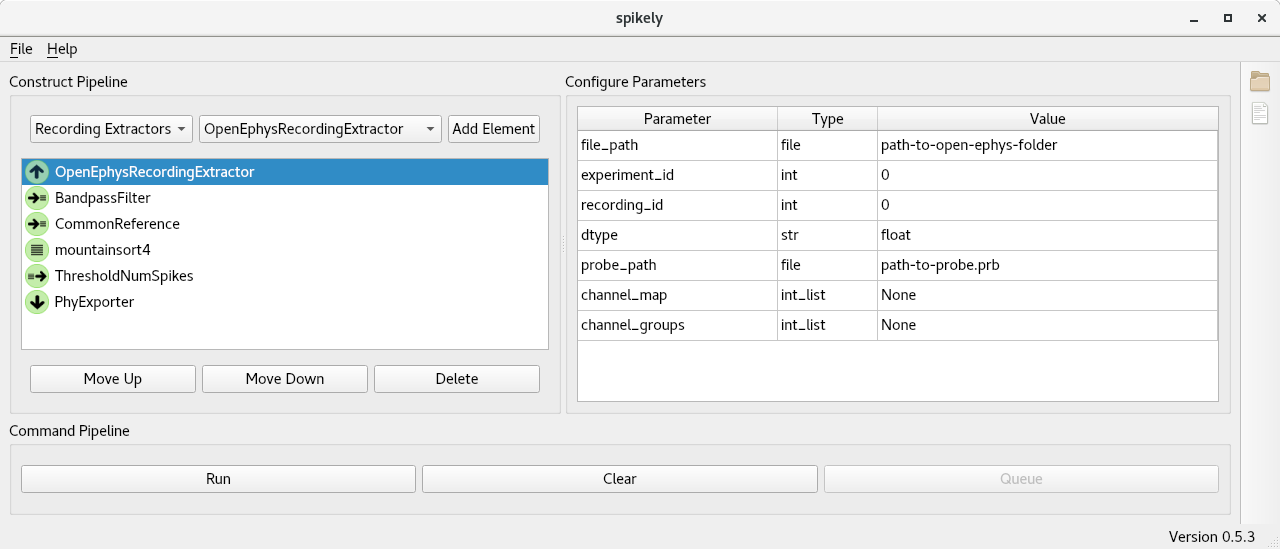 spikely
File Help
Construct Pipeline
Recording Extractors OpenEphysRecordingExtractor Add Element
OpenEphysRecordingExtractor
BandpassFilter
CommonReference
mountainsort4
ThresholdNumSpikes
PhyExporter
Move Up Move Down Delete
Configure Parameters
Parameter Type Value
file_path file path-to-open-ephys-folder
experiment_id int 0
recording_id int 0
dtype str float
probe_path file path-to-probe.prb
channel_map int_list None
channel_groups int_list None
Command Pipeline
Run Clear Queue
Version 0.5.3